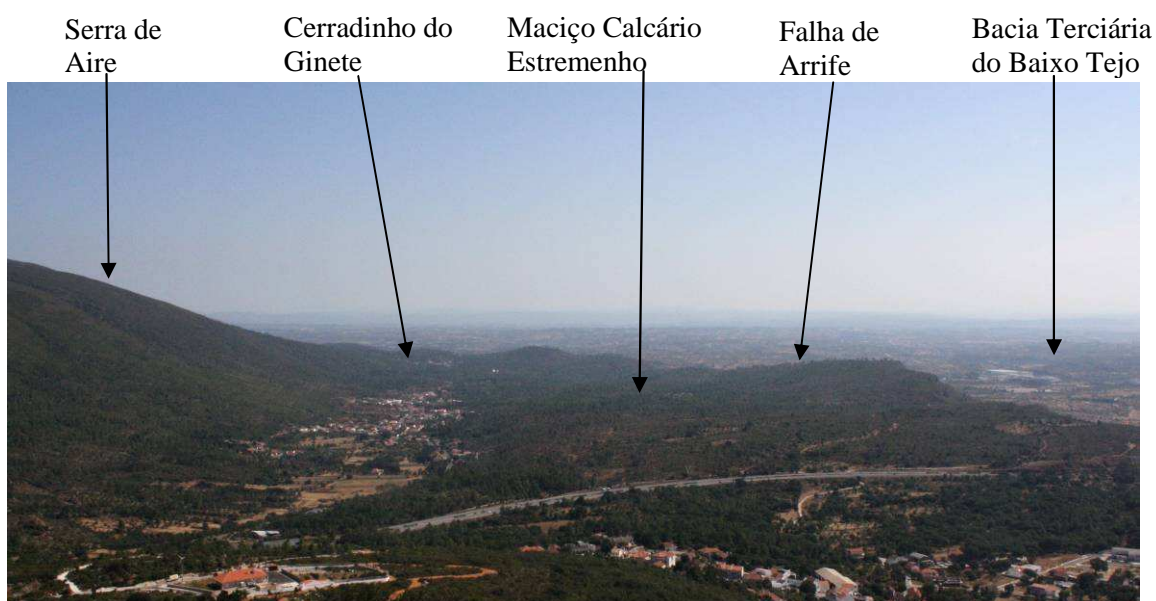 Serra de
Aire
Cerradinho do
Ginete
Maciço Calcário
Estremenho
Falha de
Arrife
Bacia Terciária
do Baixo Tejo